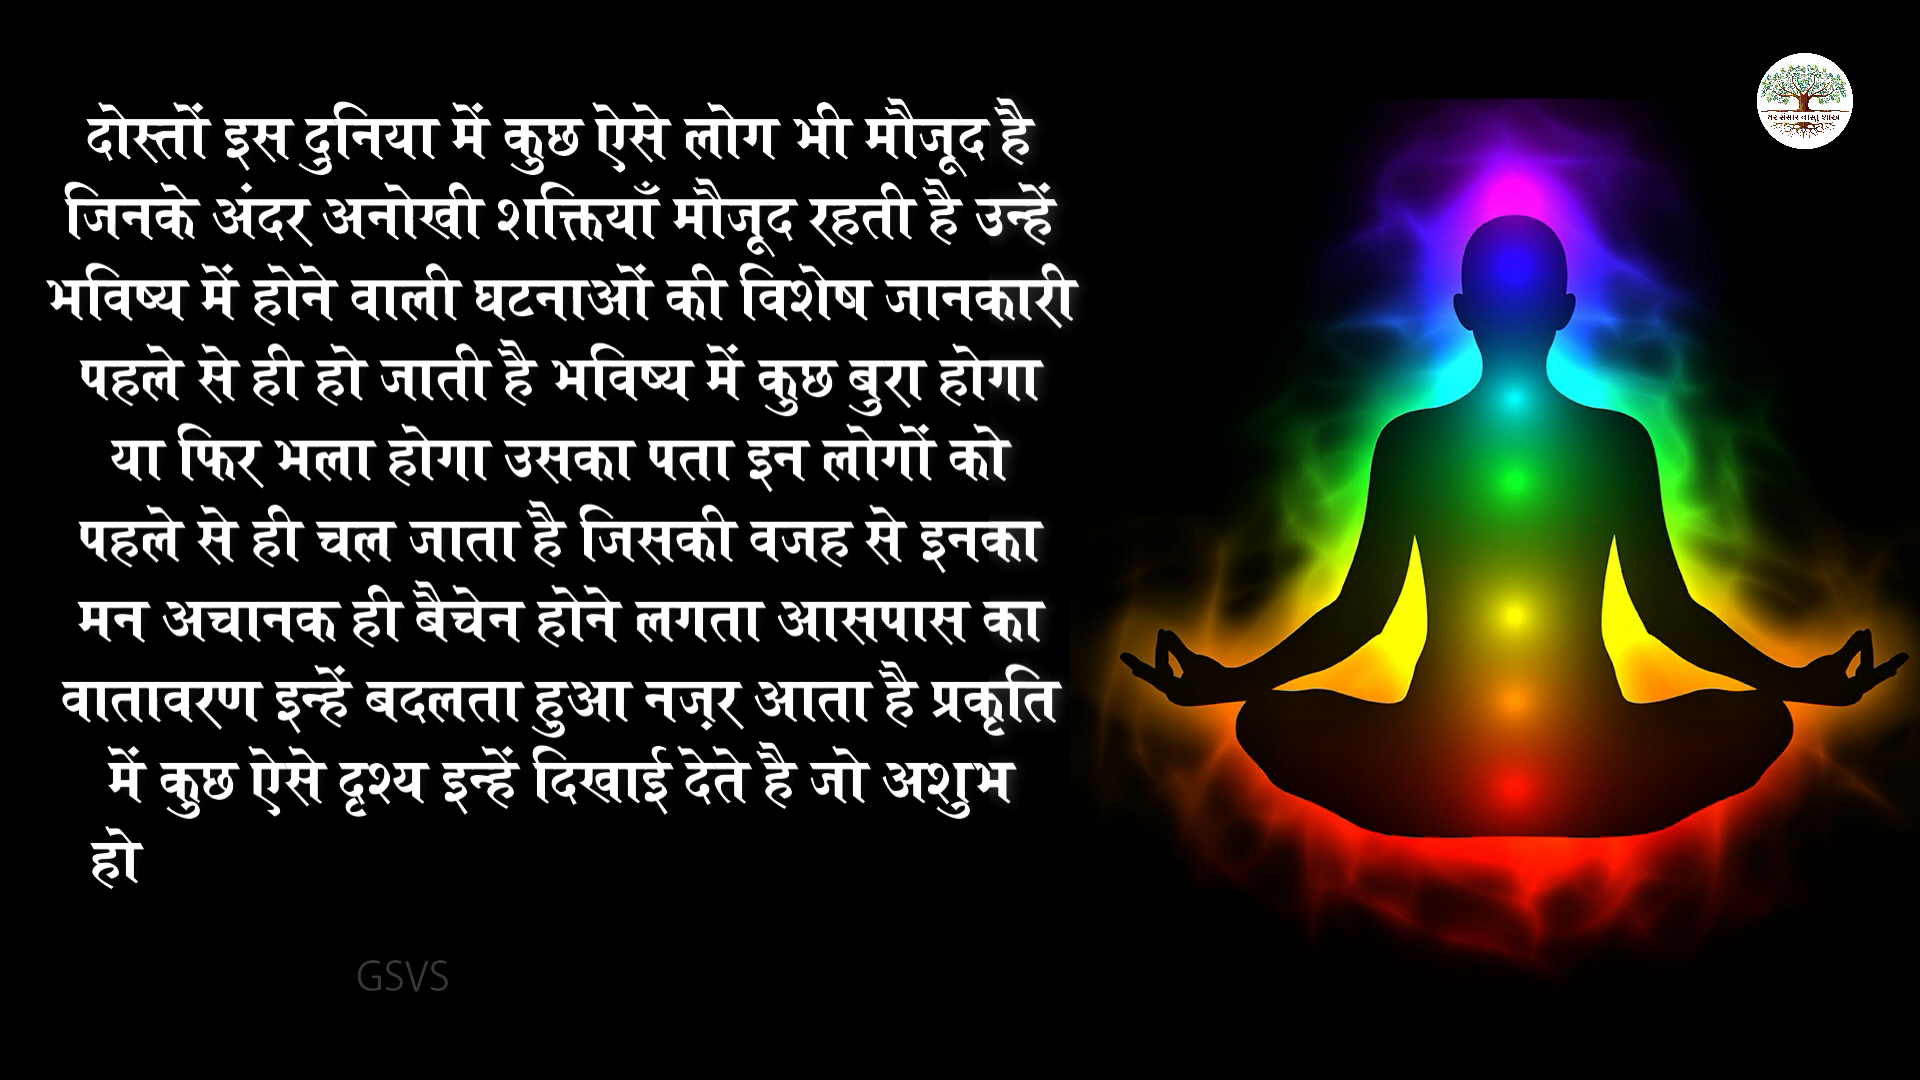 दोस्तों इस दुनिया में कुछ ऐसे लोग भी मौजूद है
जिनके अंदर अनोखी शक्तियाँ मौजूद रहती है उन्हें
भविष्य में होने वाली घटनाओं की विशेष जानकारी
पहले से ही हो जाती है भविष्य में कुछ बुरा होगा
या फिर भला होगा उसका पता इन लोगों को
पहले से ही चल जाता है जिसकी वजह से इनका
मन अचानक ही बैचेन होने लगता आसपास का
वातावरण इन्हें बदलता हुआ नज़र आता है प्रकृति
में कुछ ऐसे दृश्य इन्हें दिखाई देते है जो अशुभ
हो
GSVS
घर संसार वास्तु शास्त्र